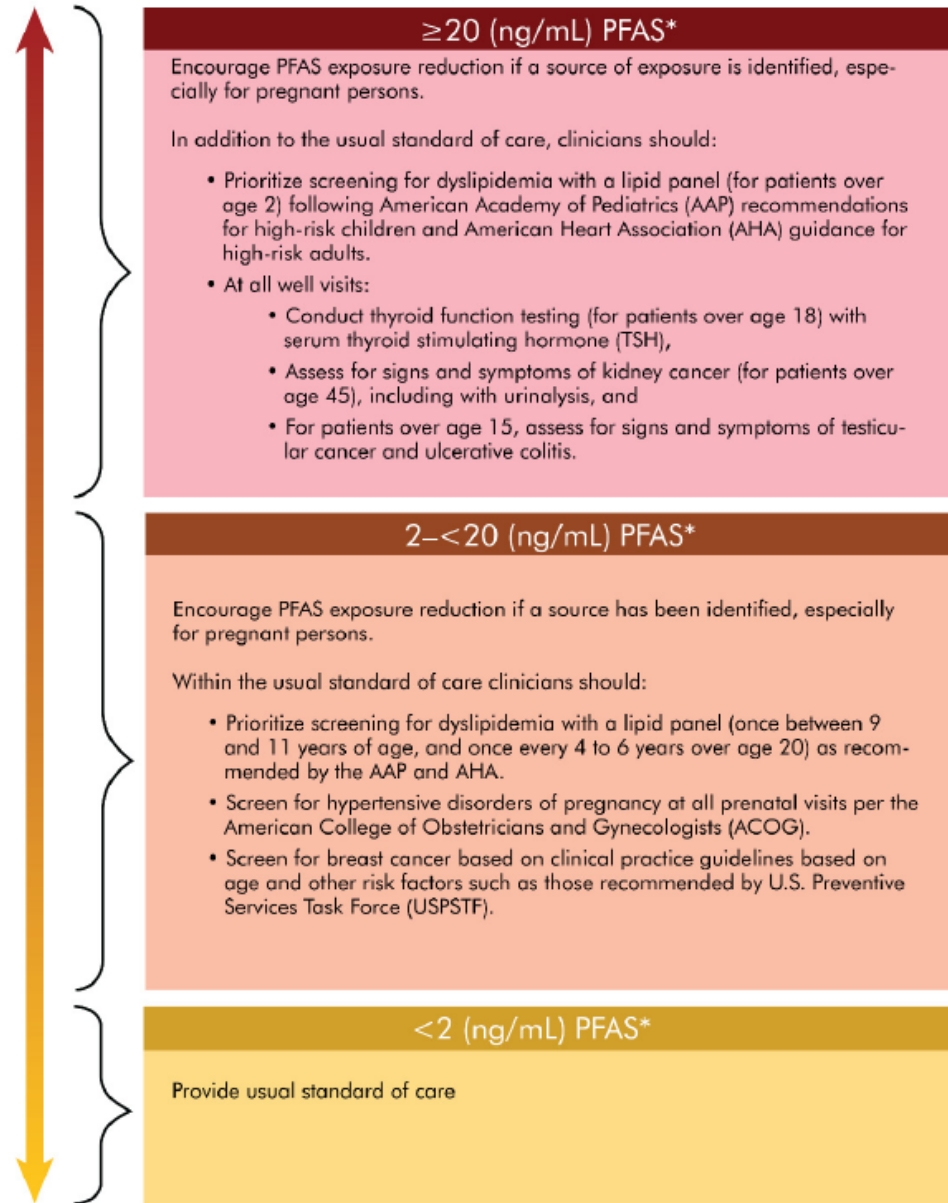 ≥20 (ng/mL) PFAS*
Encourage PFAS exposure reduction if a source of exposure is identified, espe-
cially for pregnant persons.
In addition to the usual standard of care, clinicians should:
• Prioritize screening for dyslipidemia with a lipid panel (for patients over
age 2) following American Academy of Pediatrics (AAP) recommendations
for high-risk children and American Heart Association (AHA) guidance for
high-risk adults.
• At all well visits:
• Conduct thyroid function testing (for patients over age 18) with
serum thyroid stimulating hormone (TSH),
• Assess for signs and symptoms of kidney cancer (for patients over
age 45), including with urinalysis, and
• For patients over age 15, assess for signs and symptoms of testicu-
lar cancer and ulcerative colitis.
2–<20 (ng/mL) PFAS*
Encourage PFAS exposure reduction if a source has been identified, especially
for pregnant persons.
Within the usual standard of care clinicians should:
• Prioritize screening for dyslipidemia with a lipid panel (once between 9
and 11 years of age, and once every 4 to 6 years over age 20) as recom-
mended by the AAP and AHA.
• Screen for hypertensive disorders of pregnancy at all prenatal visits per the
American College of Obstetricians and Gynecologists (ACOG).
• Screen for breast cancer based on clinical practice guidelines based on
age and other risk factors such as those recommended by U.S. Preventive
Services Task Force (USPSTF).
<2 (ng/mL) PFAS*
Provide usual standard of care